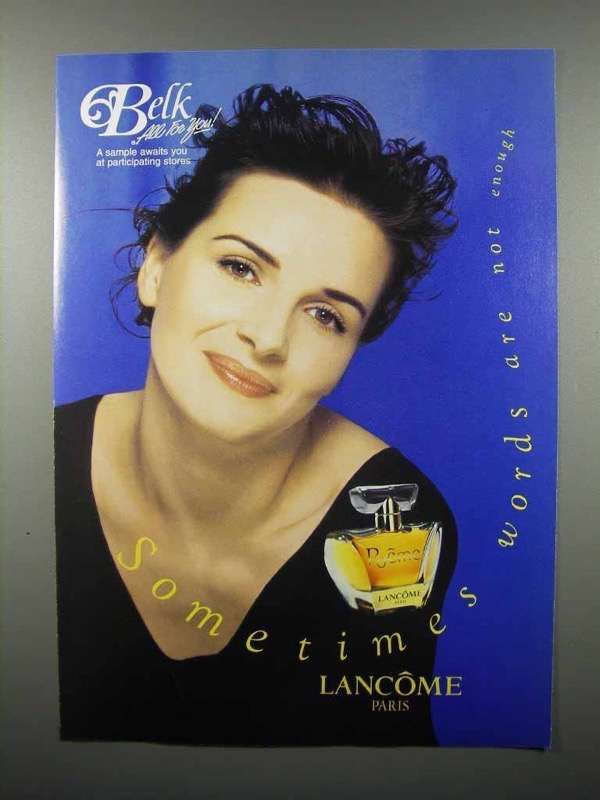 Belk
All For You!
A sample awaits you
at participating stores
Sometimes words are not enough
Poême
LANCÔME
PARIS
LANCÔME
PARIS